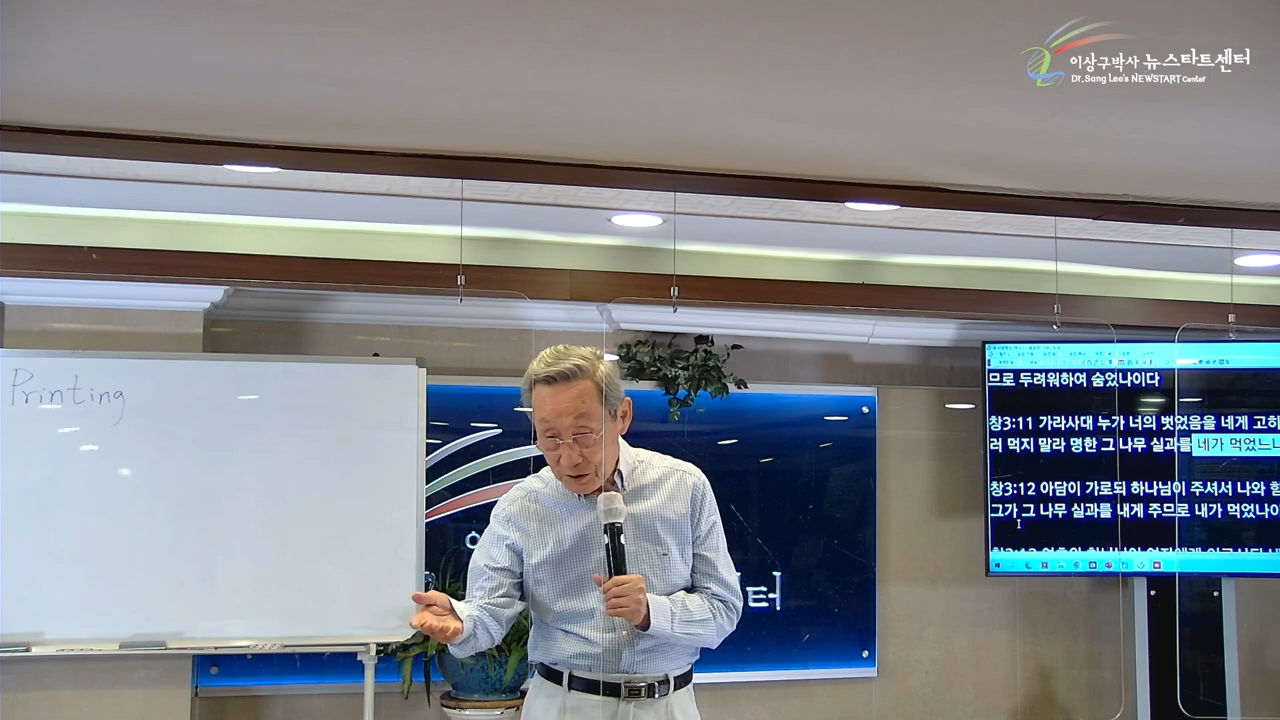 이상구박사 뉴스타트센터
Dr. Sang Lee's NEWSTART Center
Printing
므로 두려워하여 숨었나이다
창3:11 가라사대 누가 너의 벗었음을 네게 고하
러 먹지 말라 명한 그 나무 실과를 네가 먹었느냐
창3:12 아담이 가로되 하나님이 주셔서 나와 함
그가 그 나무 실과를 내게 주므로 내가 먹었나이
터